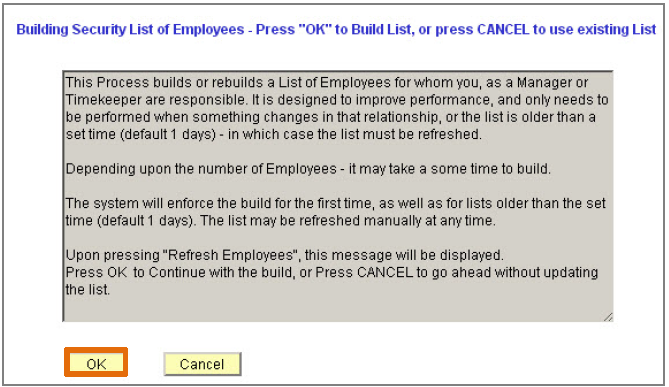 Building Security List of Employees - Press "OK" to Build List, or press CANCEL to use existing List
This Process builds or rebuilds a List of Employees for whom you, as a Manager or
Timekeeper are responsible. It is designed to improve performance, and only needs to
be performed when something changes in that relationship, or the list is older than a
set time (default 1 days) - in which case the list must be refreshed.
Depending upon the number of Employees - it may take a some time to build.
The system will enforce the build for the first time, as well as for lists older than the set
time (default 1 days). The list may be refreshed manually at any time.
Upon pressing "Refresh Employees", this message will be displayed.
Press OK to Continue with the build, or Press CANCEL to go ahead without updating
the list.
OK
Cancel